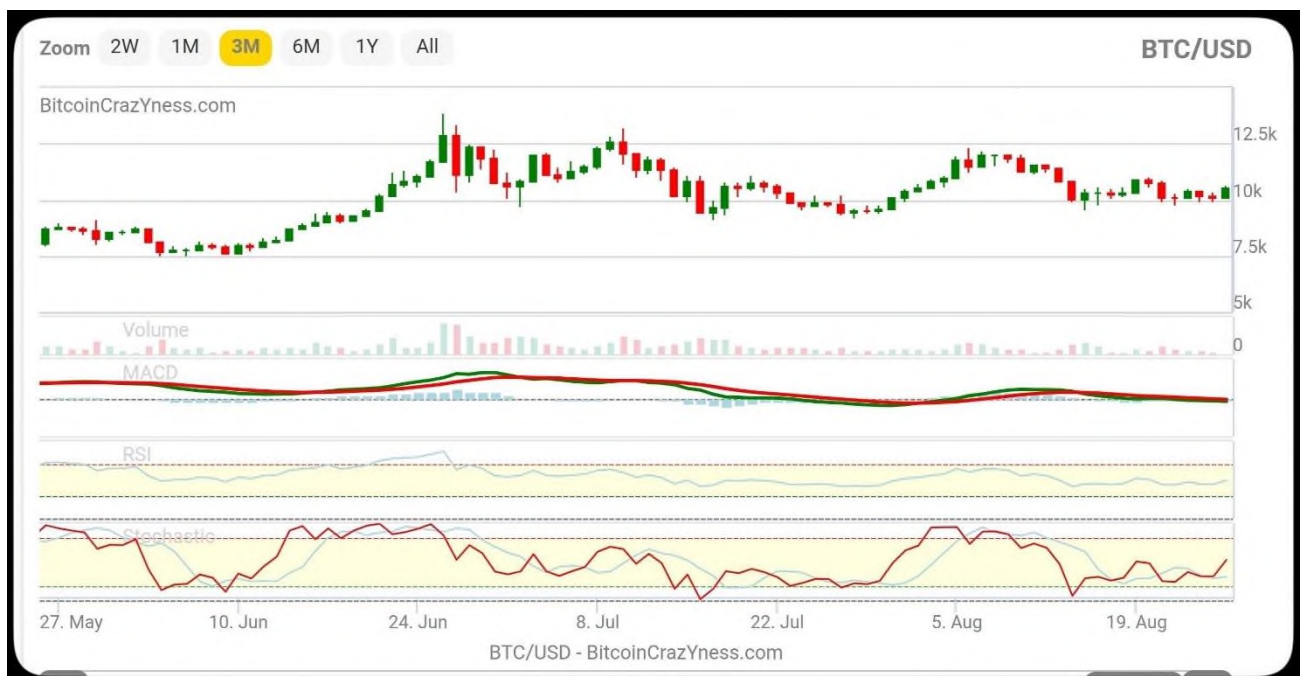 Zoom 2W 1M 3M 6M 1Y All BTC/USD
BitcoinCrazYness.com
12.5k
10k
7.5k
5k
Volume
0
MACD
RSI
Stochastic
27. May 10. Jun 24. Jun 8. Jul 22. Jul 5. Aug 19. Aug
BTC/USD - BitcoinCrazYness.com